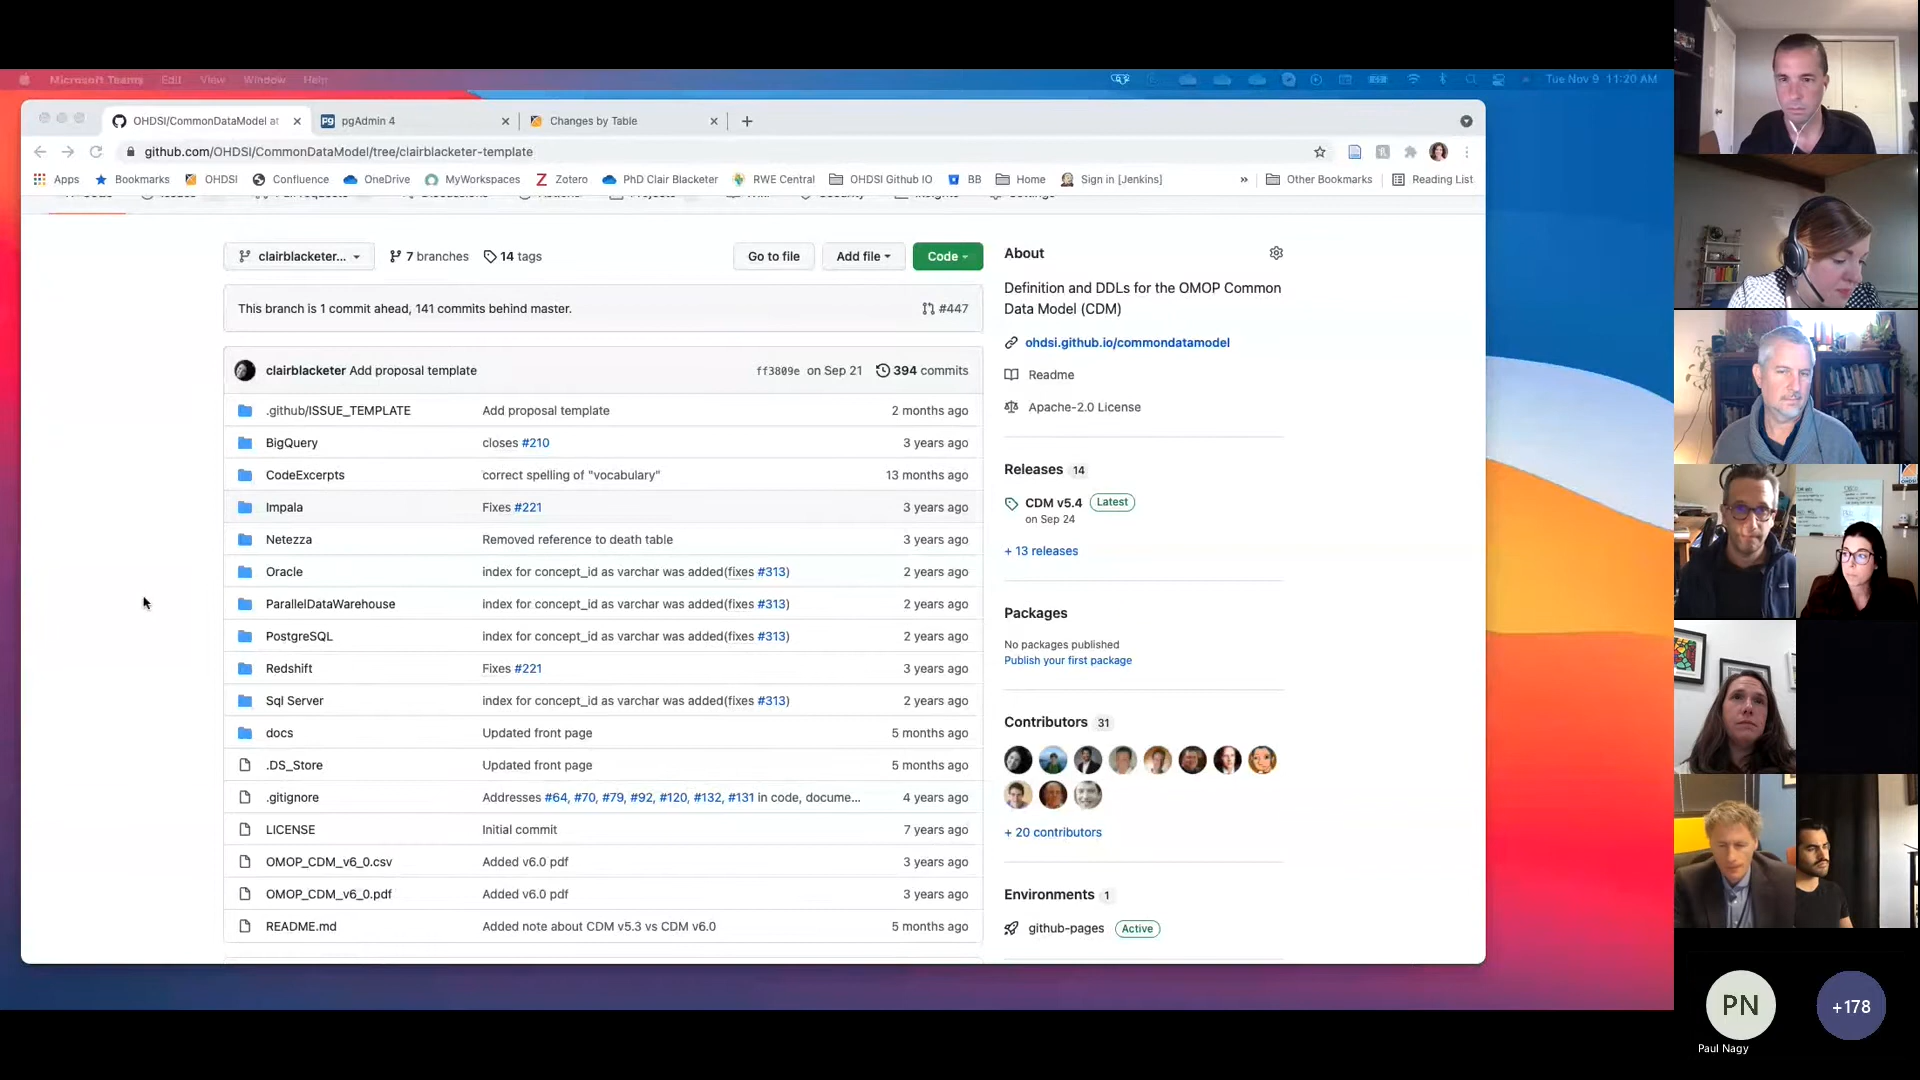 Microsoft Teams Edit View Window Help Tue Nov 9 11:20 AM
OHDSI/CommonDataModel at pgAdmin 4 Changes by Table
github.com/OHDSI/CommonDataModel/tree/clairblacketer-template
Apps Bookmarks OHDSI Confluence OneDrive MyWorkspaces Zotero PhD Clair Blacketer RWE Central OHDSI Github IO BB Home Sign in [Jenkins] » Other Bookmarks Reading List
clairblacketer... 7 branches 14 tags Go to file Add file Code
This branch is 1 commit ahead, 141 commits behind master. #447
clairblacketer Add proposal template ff3809e on Sep 21 394 commits
.github/ISSUE_TEMPLATE Add proposal template 2 months ago
BigQuery closes #210 3 years ago
CodeExcerpts correct spelling of "vocabulary" 13 months ago
Impala Fixes #221 3 years ago
Netezza Removed reference to death table 3 years ago
Oracle index for concept_id as varchar was added(fixes #313) 2 years ago
ParallelDataWarehouse index for concept_id as varchar was added(fixes #313) 2 years ago
PostgreSQL index for concept_id as varchar was added(fixes #313) 2 years ago
Redshift Fixes #221 3 years ago
Sql Server index for concept_id as varchar was added(fixes #313) 2 years ago
docs Updated front page 5 months ago
.DS_Store Updated front page 5 months ago
.gitignore Addresses #64, #70, #79, #92, #120, #132, #131 in code, docume... 4 years ago
LICENSE Initial commit 7 years ago
OMOP_CDM_v6_0.csv Added v6.0 pdf 3 years ago
OMOP_CDM_v6_0.pdf Added v6.0 pdf 3 years ago
README.md Added note about CDM v5.3 vs CDM v6.0 5 months ago
About
Definition and DDLs for the OMOP Common
Data Model (CDM)
ohdsi.github.io/commondatamodel
Readme
Apache-2.0 License
Releases 14
CDM v5.4 Latest
on Sep 24
+ 13 releases
Packages
No packages published
Publish your first package
Contributors 31
+ 20 contributors
Environments 1
github-pages Active
PN
Paul Nagy
+178